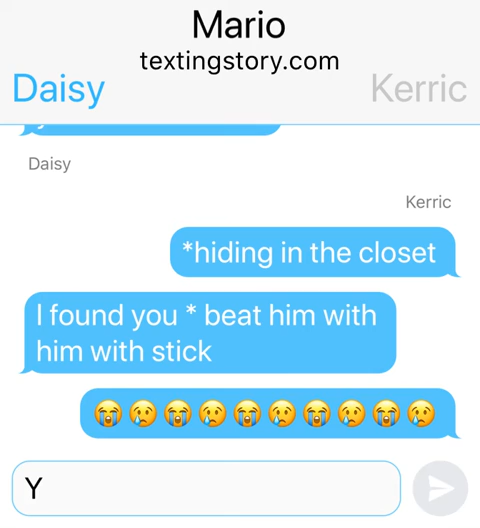 Mario
textingstory.com
Daisy Kerric
Daisy
Kerric
*hiding in the closet
I found you * beat him with
him with stick
😭😢😭😢😭😢😭😢😭😢
Y